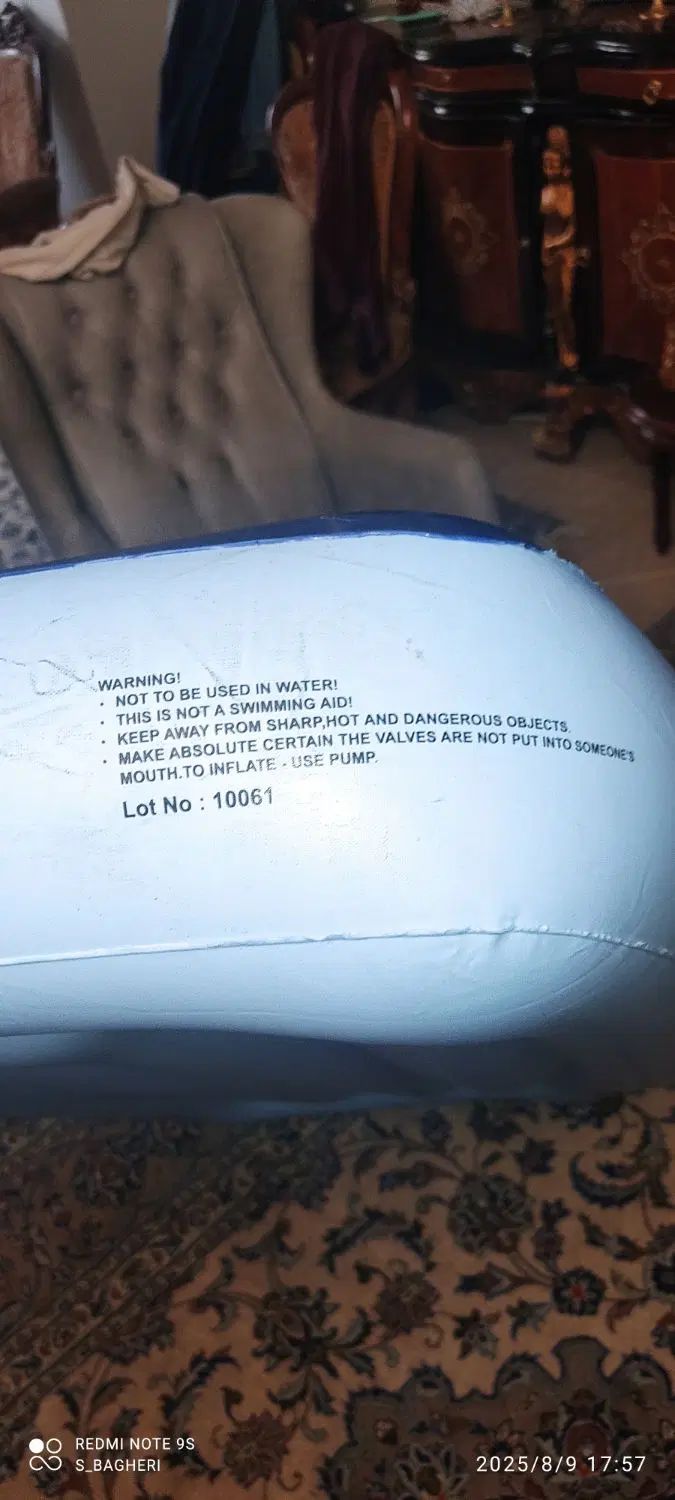 WARNING!
· NOT TO BE USED IN WATER!
· THIS IS NOT A SWIMMING AID!
· KEEP AWAY FROM SHARP,HOT AND DANGEROUS OBJECTS.
· MAKE ABSOLUTE CERTAIN THE VALVES ARE NOT PUT INTO SOMEONE'S
MOUTH.TO INFLATE - USE PUMP.
Lot No : 10061
REDMI NOTE 9S
S_BAGHERI
2025/8/9 17:57